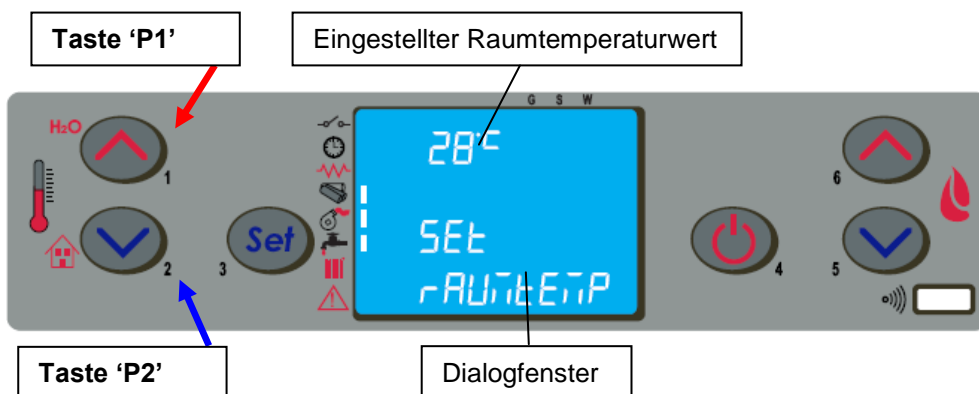 Taste ‘P1’
Eingestellter Raumtemperaturwert
G S W
H2O
28°C
1
6
SEt
Set
2
3
4
5
rAUmtEmP
Taste ‘P2’
Dialogfenster